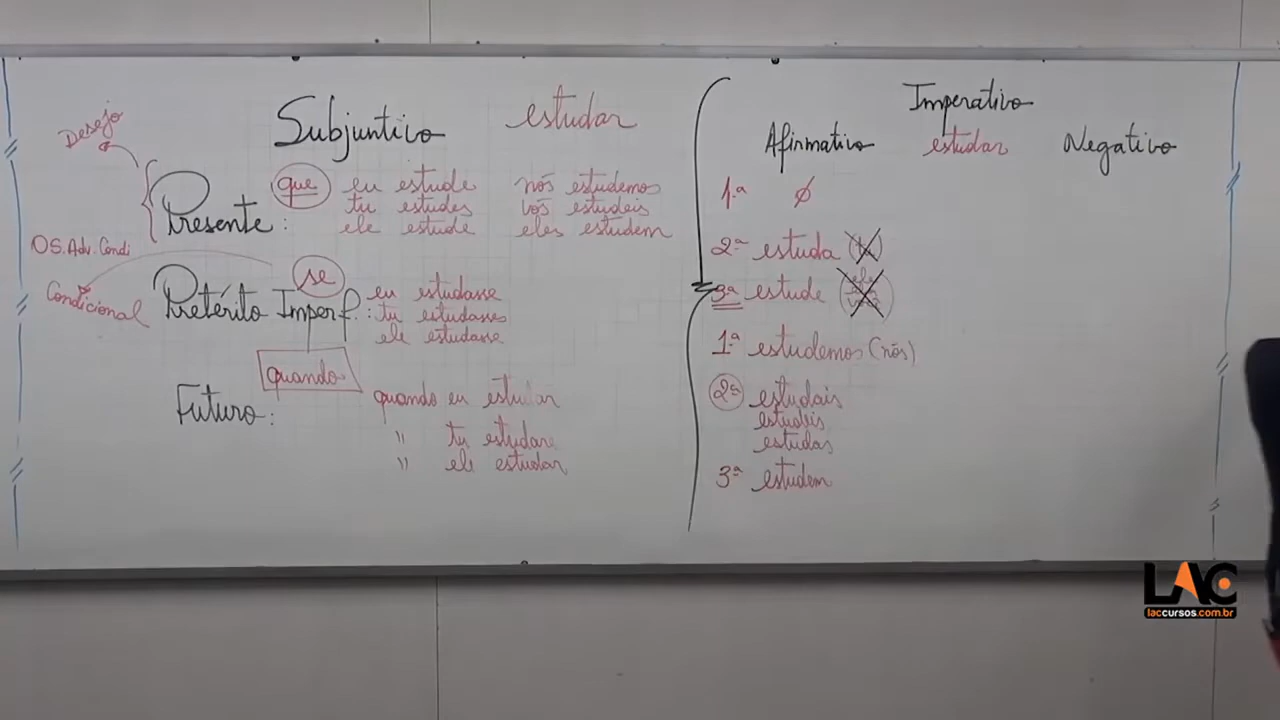 Subjuntivo estudar
Desejo
Presente: que eu estude nós estudemos
tu estudes vós estudeis
ele estude eles estudem
OS. Adv. Condi
Condicional
Pretérito Imperf.: se eu estudasse
tu estudasses
ele estudasse
quando
Futuro: quando eu estudar
" tu estudare
" ele estudar
Imperativo
Afirmativo estudar Negativo
1ª ∅
2ª estuda (tu)
3ª estude
1ª estudemos (nós)
2ª estudais
estudeis
estudas
3ª estudem
LAC
laccursos.com.br